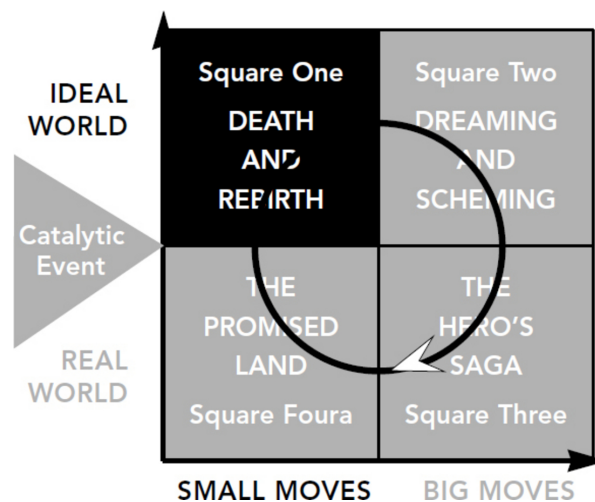 IDEAL
WORLD
Catalytic
Event
REAL
WORLD
Square One
DEATH
AND
REBIRTH
Square Two
DREAMING
AND
SCHEMING
THE
PROMISED
LAND
Square Foura
THE
HERO'S
SAGA
Square Three
SMALL MOVES
BIG MOVES